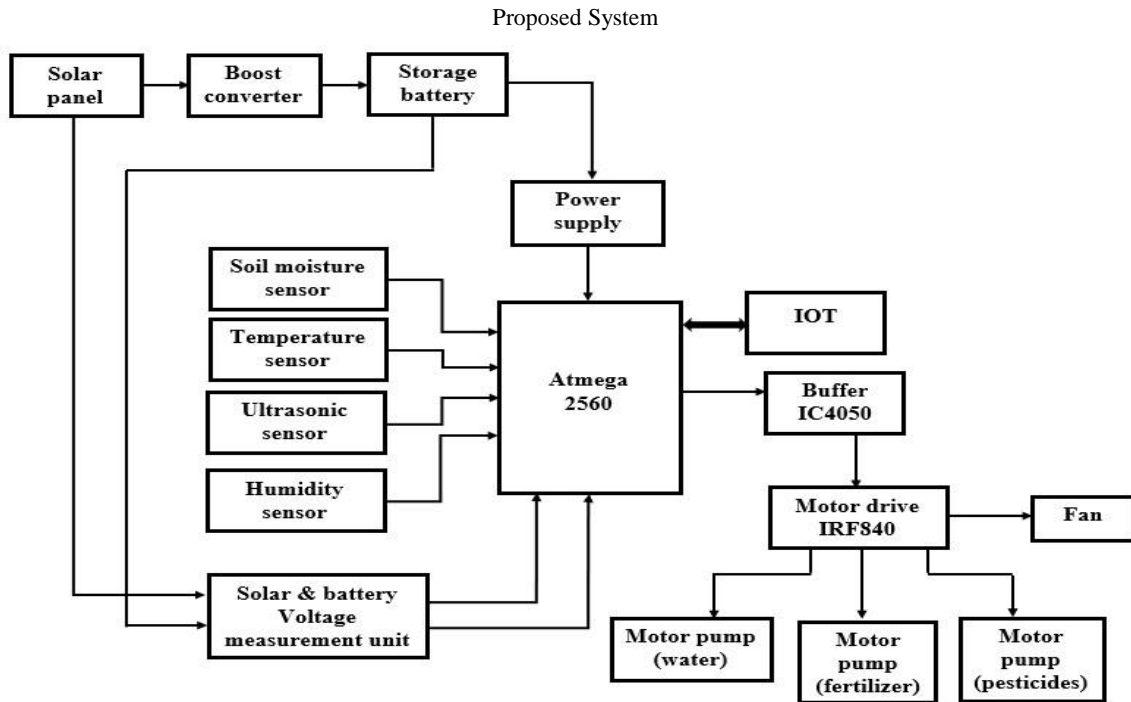 Proposed System
Solar
panel
Boost
converter
Storage
battery
Power
supply
Soil moisture
sensor
Temperature
sensor
Ultrasonic
sensor
Humidity
sensor
Atmega
2560
IOT
Buffer
IC4050
Motor drive
IRF840
Fan
Solar & battery
Voltage
measurement unit
Motor pump
(water)
Motor
pump
(fertilizer)
Motor
pump
(pesticides)